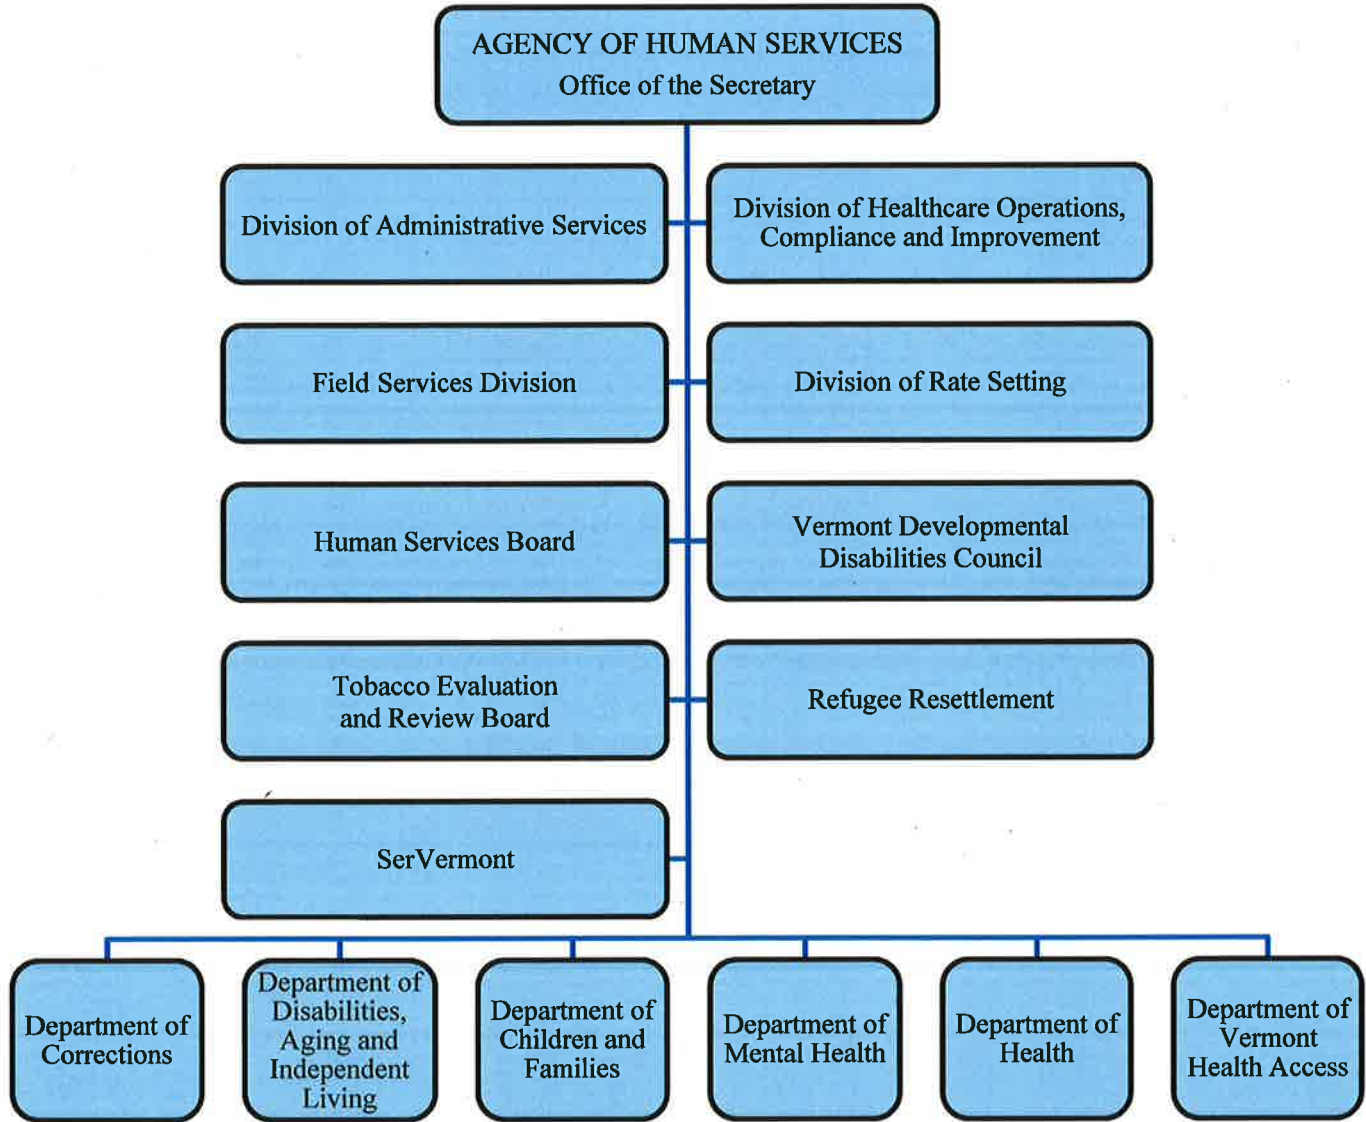 AGENCY OF HUMAN SERVICES
Office of the Secretary
Division of Administrative Services
Division of Healthcare Operations,
Compliance and Improvement
Field Services Division
Division of Rate Setting
Human Services Board
Vermont Developmental
Disabilities Council
Tobacco Evaluation
and Review Board
Refugee Resettlement
SerVermont
Department of
Corrections
Department of
Disabilities,
Aging and
Independent
Living
Department of
Children and
Families
Department of
Mental Health
Department of
Health
Department of
Vermont
Health Access